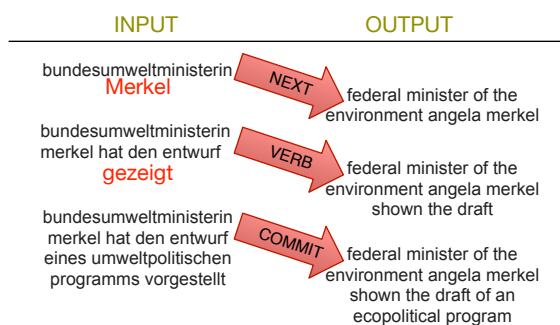 INPUT
OUTPUT
bundesumweltministerin
Merkel
NEXT
federal minister of the
environment angela merkel
bundesumweltministerin
merkel hat den entwurf
gezeigt
VERB
federal minister of the
environment angela merkel
shown the draft
bundesumweltministerin
merkel hat den entwurf
eines umweltpolitischen
programms vorgestellt
COMMIT
federal minister of the
environment angela merkel
shown the draft of an
ecopolitical program